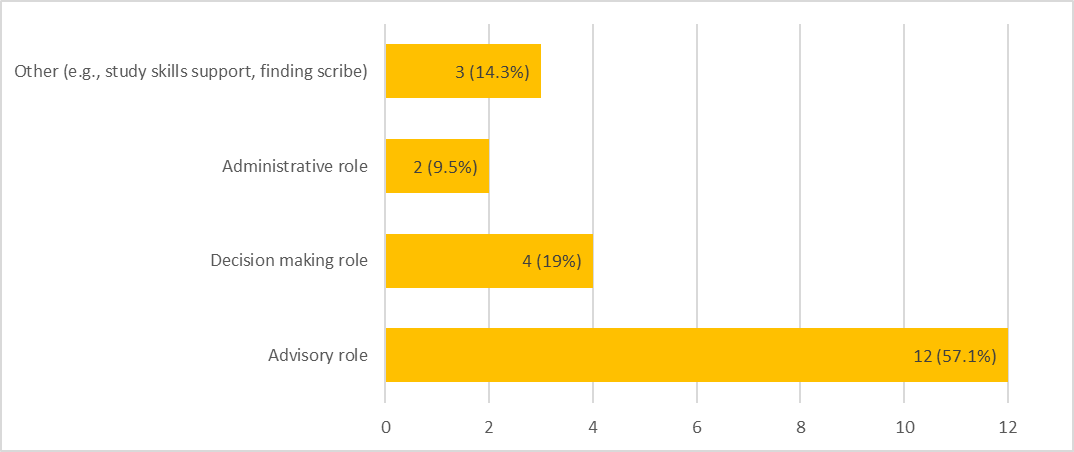 Other (e.g., study skills support, finding scribe)
3 (14.3%)
Administrative role
2 (9.5%)
Decision making role
4 (19%)
Advisory role
12 (57.1%)
0 2 4 6 8 10 12